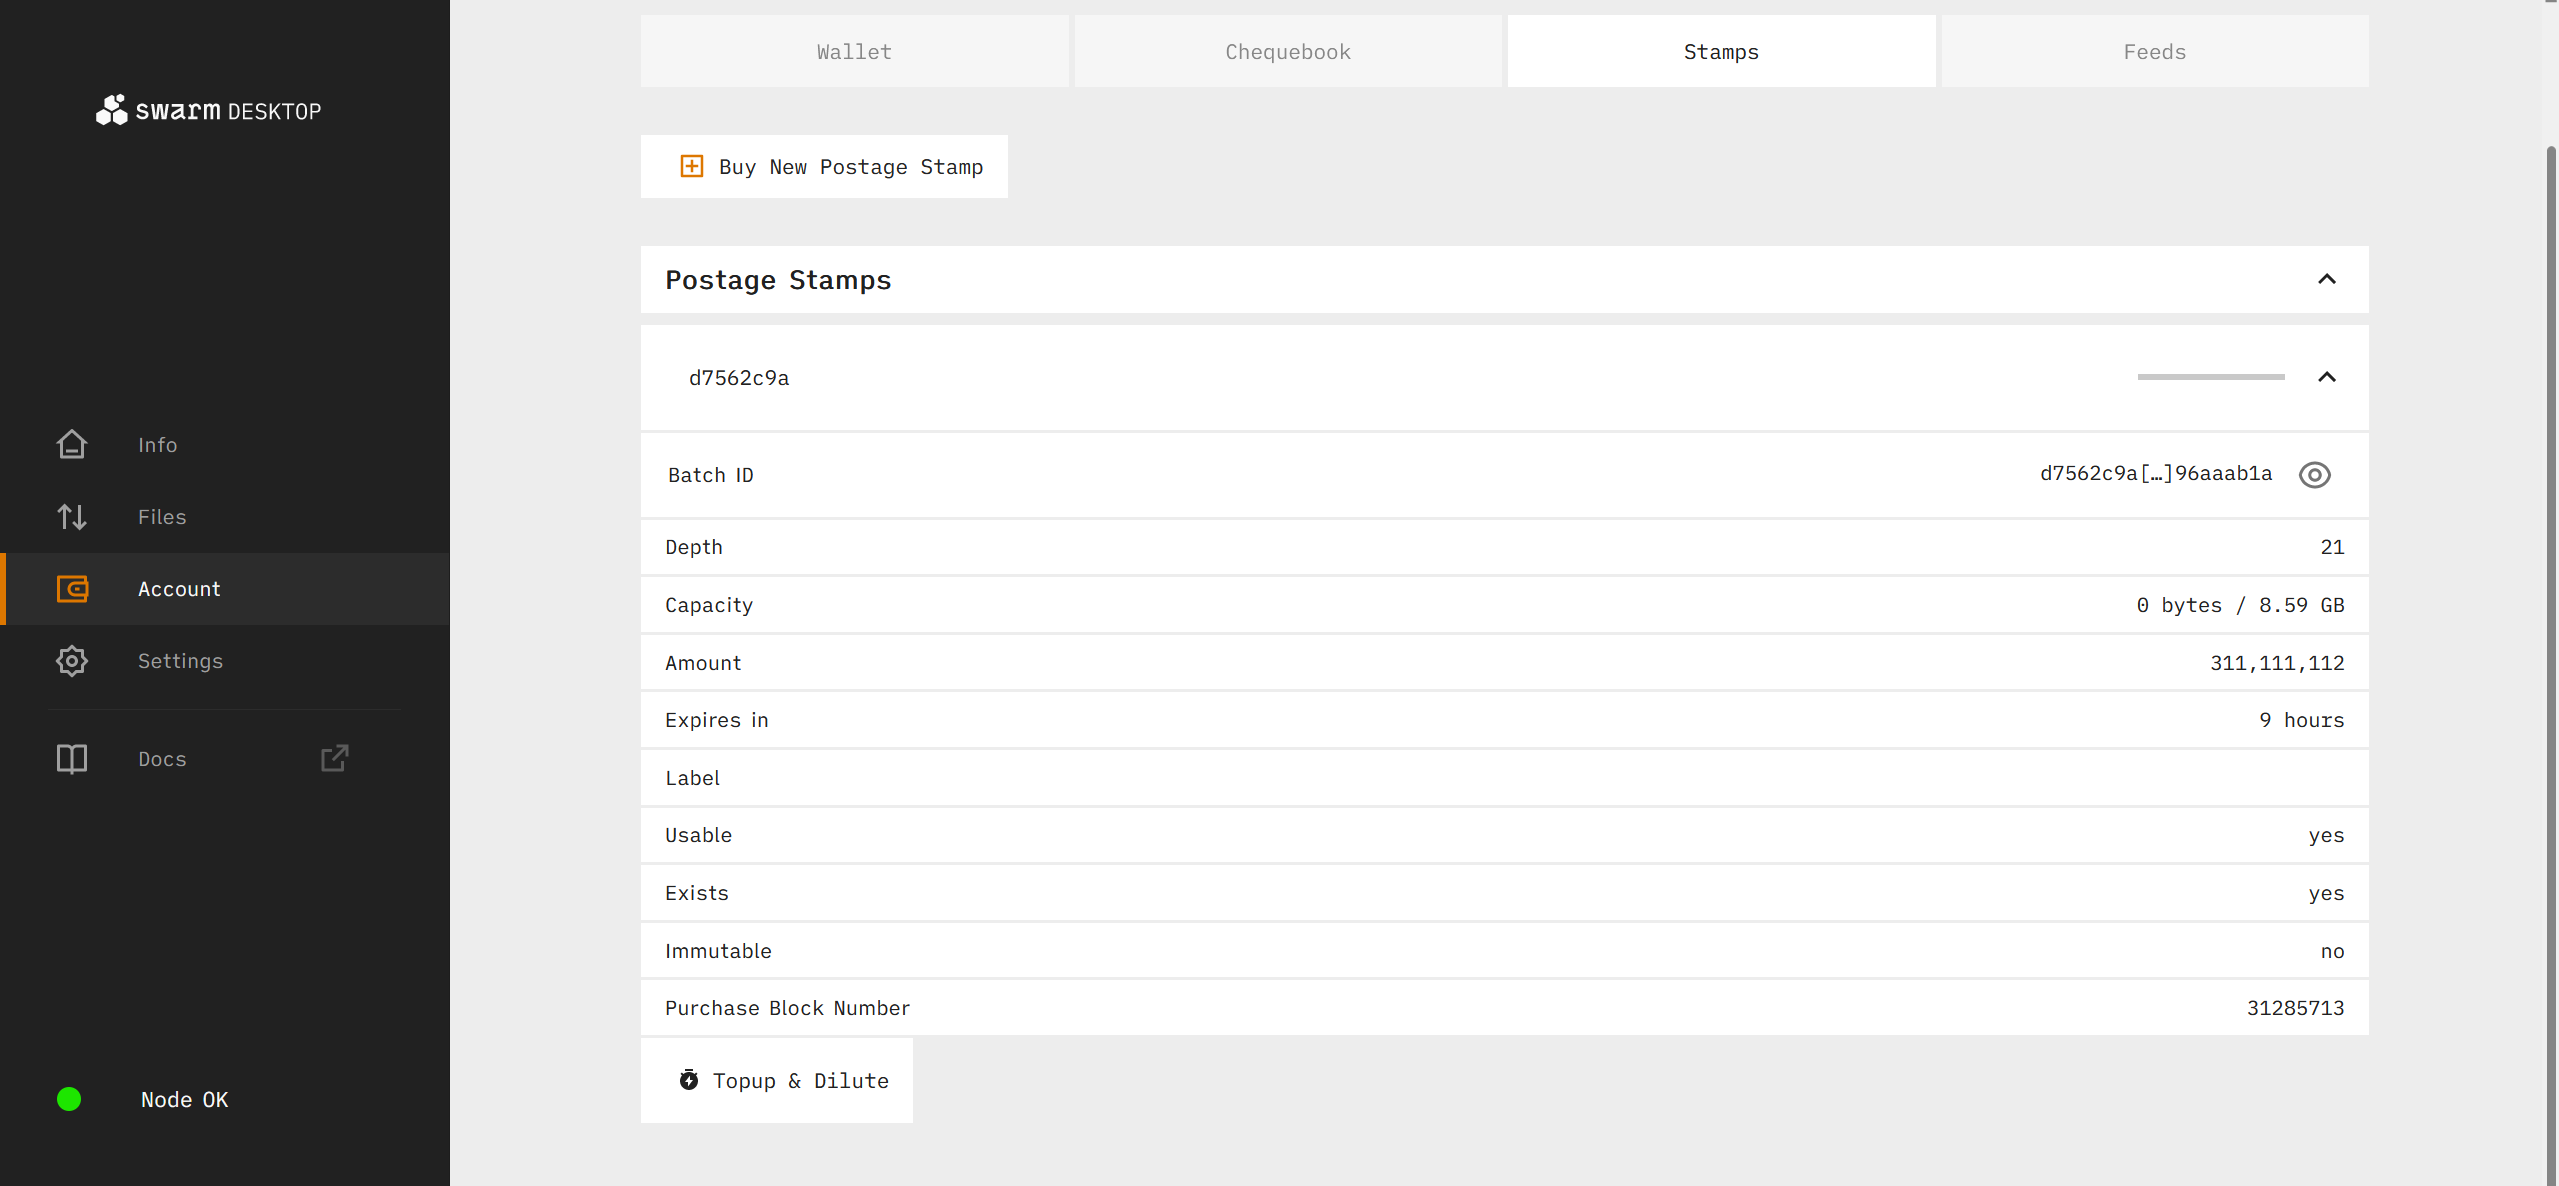 swarm DESKTOP
Info
Files
Account
Settings
Docs
Node OK
Wallet
Chequebook
Stamps
Feeds
Buy New Postage Stamp
Postage Stamps
d7562c9a
Batch ID d7562c9a[…]96aaab1a
Depth 21
Capacity 0 bytes / 8.59 GB
Amount 311,111,112
Expires in 9 hours
Label
Usable yes
Exists yes
Immutable no
Purchase Block Number 31285713
Topup & Dilute